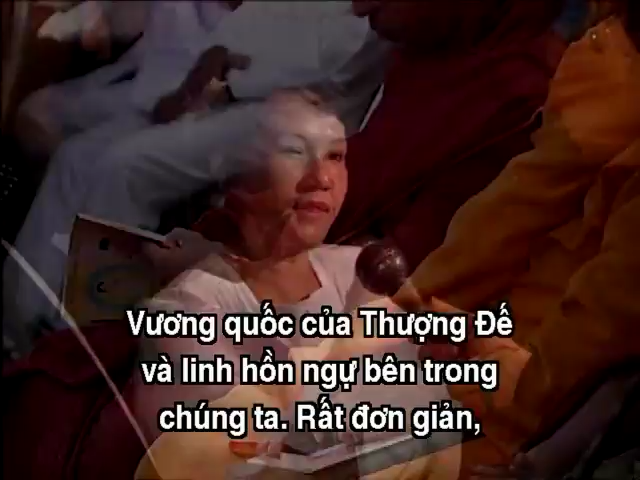 Vương quốc của Thượng Đế
và linh hồn ngự bên trong
chúng ta. Rất đơn giản,